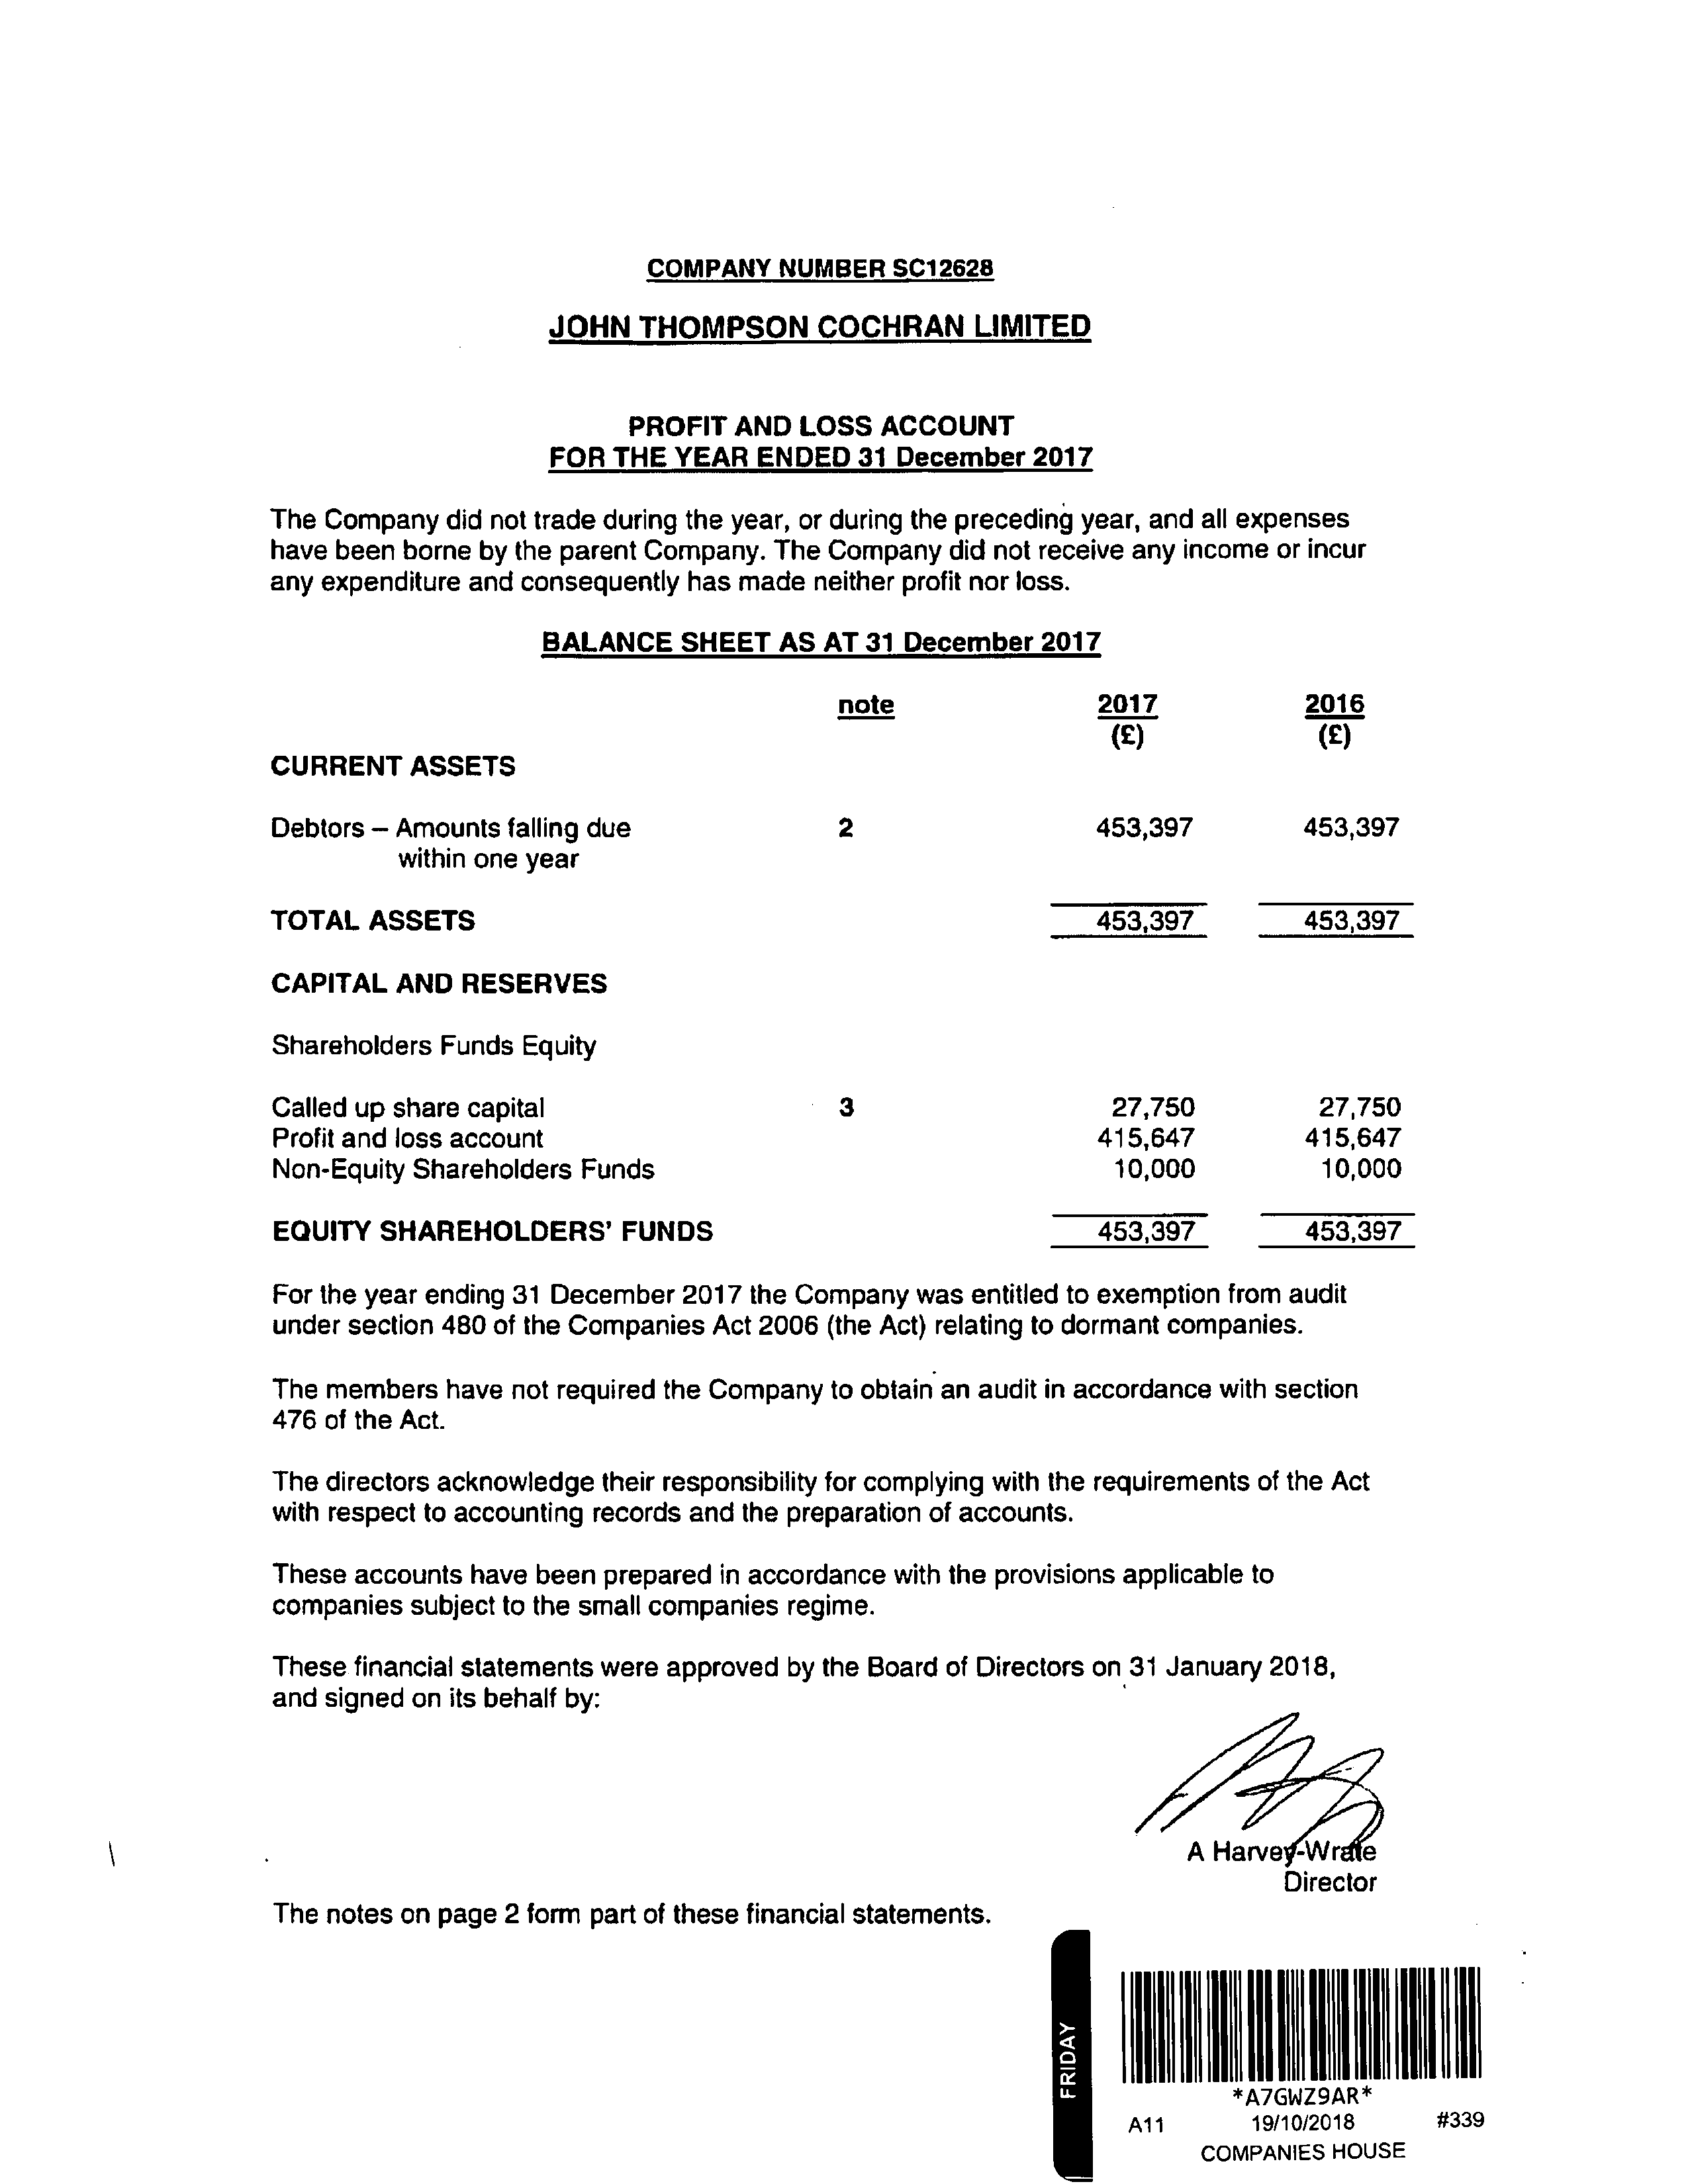 COMPANY NUMBER SC12628
JOHN THOMPSON COCHRAN LIMITED
PROFIT AND LOSS ACCOUNT
FOR THE YEAR ENDED 31 December 2017
The Company did not trade during the year, or during the preceding year, and all expenses
have been borne by the parent Company. The Company did not receive any income or incur
any expenditure and consequently has made neither profit nor loss.
BALANCE SHEET AS AT 31 December 2017
note 2017 2016
(£) (£)
CURRENT ASSETS
Debtors – Amounts falling due 2 453,397 453,397
within one year
TOTAL ASSETS 453,397 453,397
CAPITAL AND RESERVES
Shareholders Funds Equity
Called up share capital 3 27,750 27,750
Profit and loss account 415,647 415,647
Non-Equity Shareholders Funds 10,000 10,000
EQUITY SHAREHOLDERS' FUNDS 453,397 453,397
For the year ending 31 December 2017 the Company was entitled to exemption from audit
under section 480 of the Companies Act 2006 (the Act) relating to dormant companies.
The members have not required the Company to obtain an audit in accordance with section
476 of the Act.
The directors acknowledge their responsibility for complying with the requirements of the Act
with respect to accounting records and the preparation of accounts.
These accounts have been prepared in accordance with the provisions applicable to
companies subject to the small companies regime.
These financial statements were approved by the Board of Directors on 31 January 2018,
and signed on its behalf by:
A Harvey-Wrate
Director
The notes on page 2 form part of these financial statements.
FRIDAY
*A7GWZ9AR*
A11 19/10/2018 #339
COMPANIES HOUSE